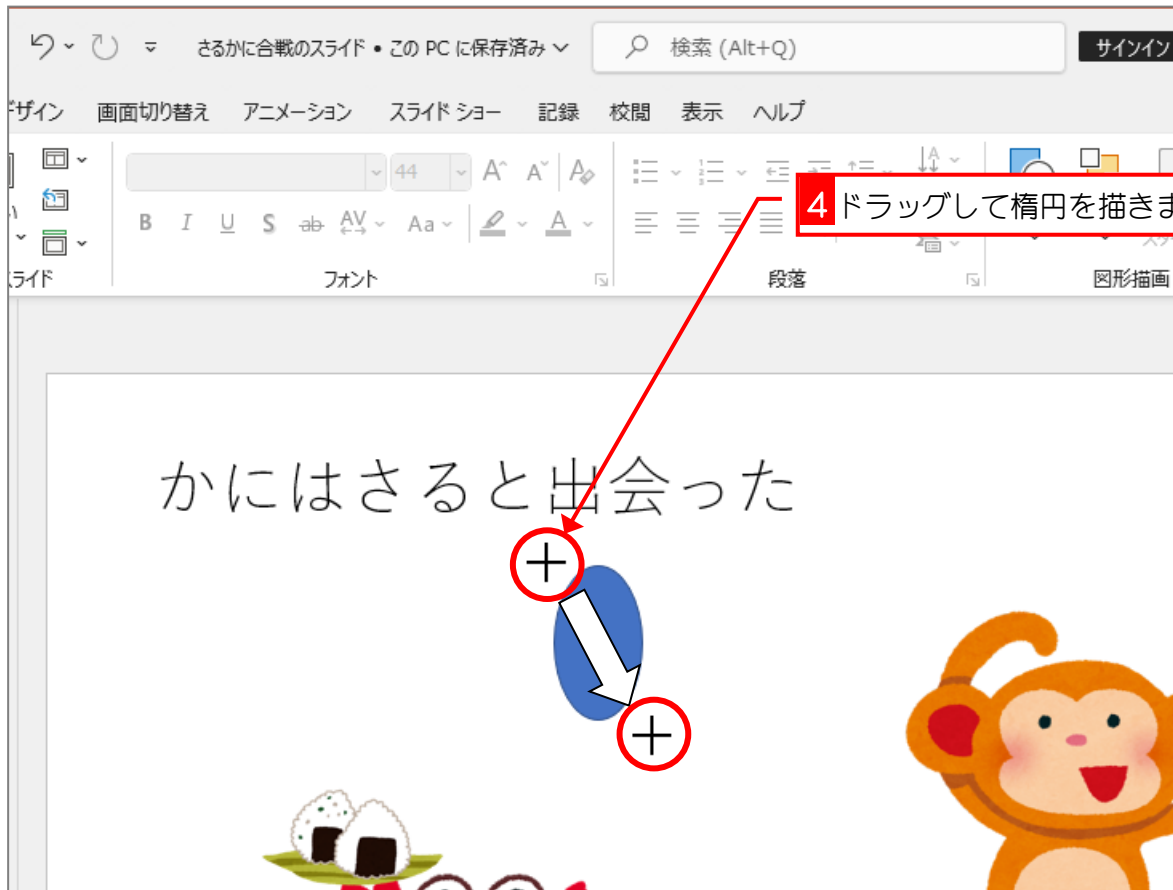 さるかに合戦のスライド • この PC に保存済み
検索 (Alt+Q)
サインイン
デザイン 画面切り替え アニメーション スライド ショー 記録 校閲 表示 ヘルプ
44 A A A
B I U S ab AV Aa A
4 ドラッグして楕円を描きま
スライド フォント 段落 図形描画
かにはさると出会った